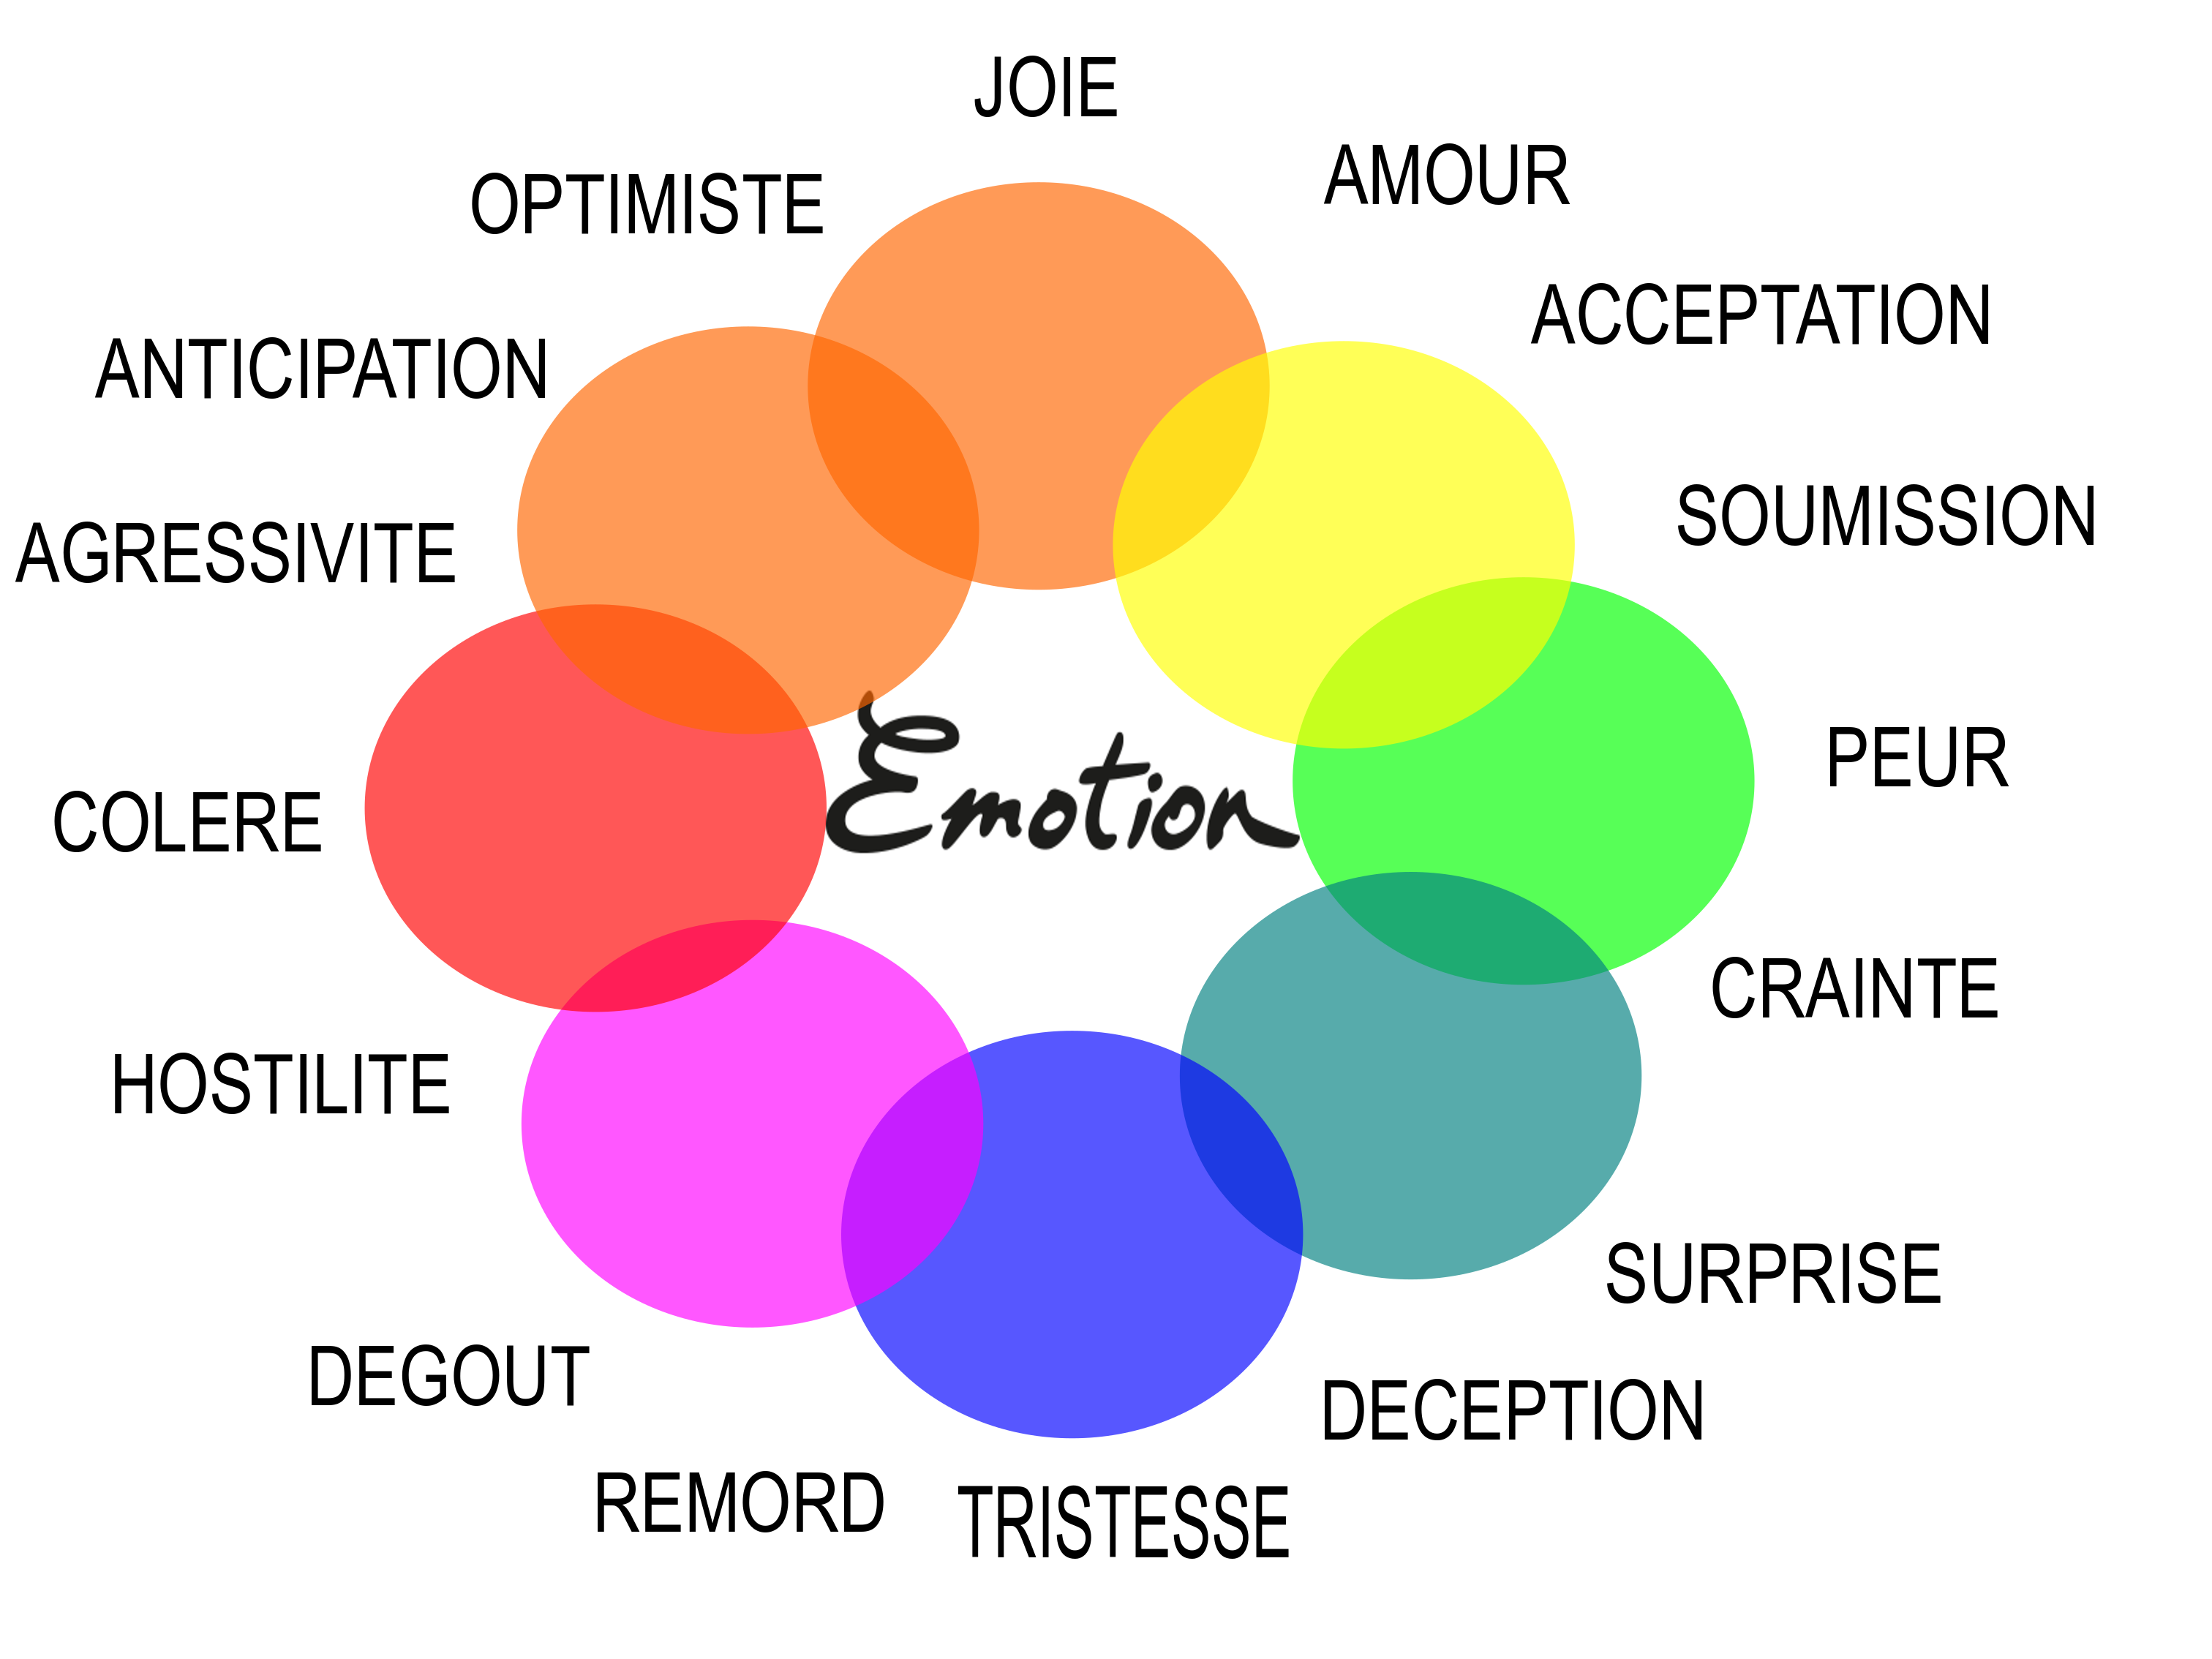 JOIE
AMOUR
OPTIMISTE
ACCEPTATION
ANTICIPATION
SOUMISSION
AGRESSIVITE
PEUR
Emotion
COLERE
CRAINTE
HOSTILITE
SURPRISE
DEGOUT
DECEPTION
REMORD
TRISTESSE